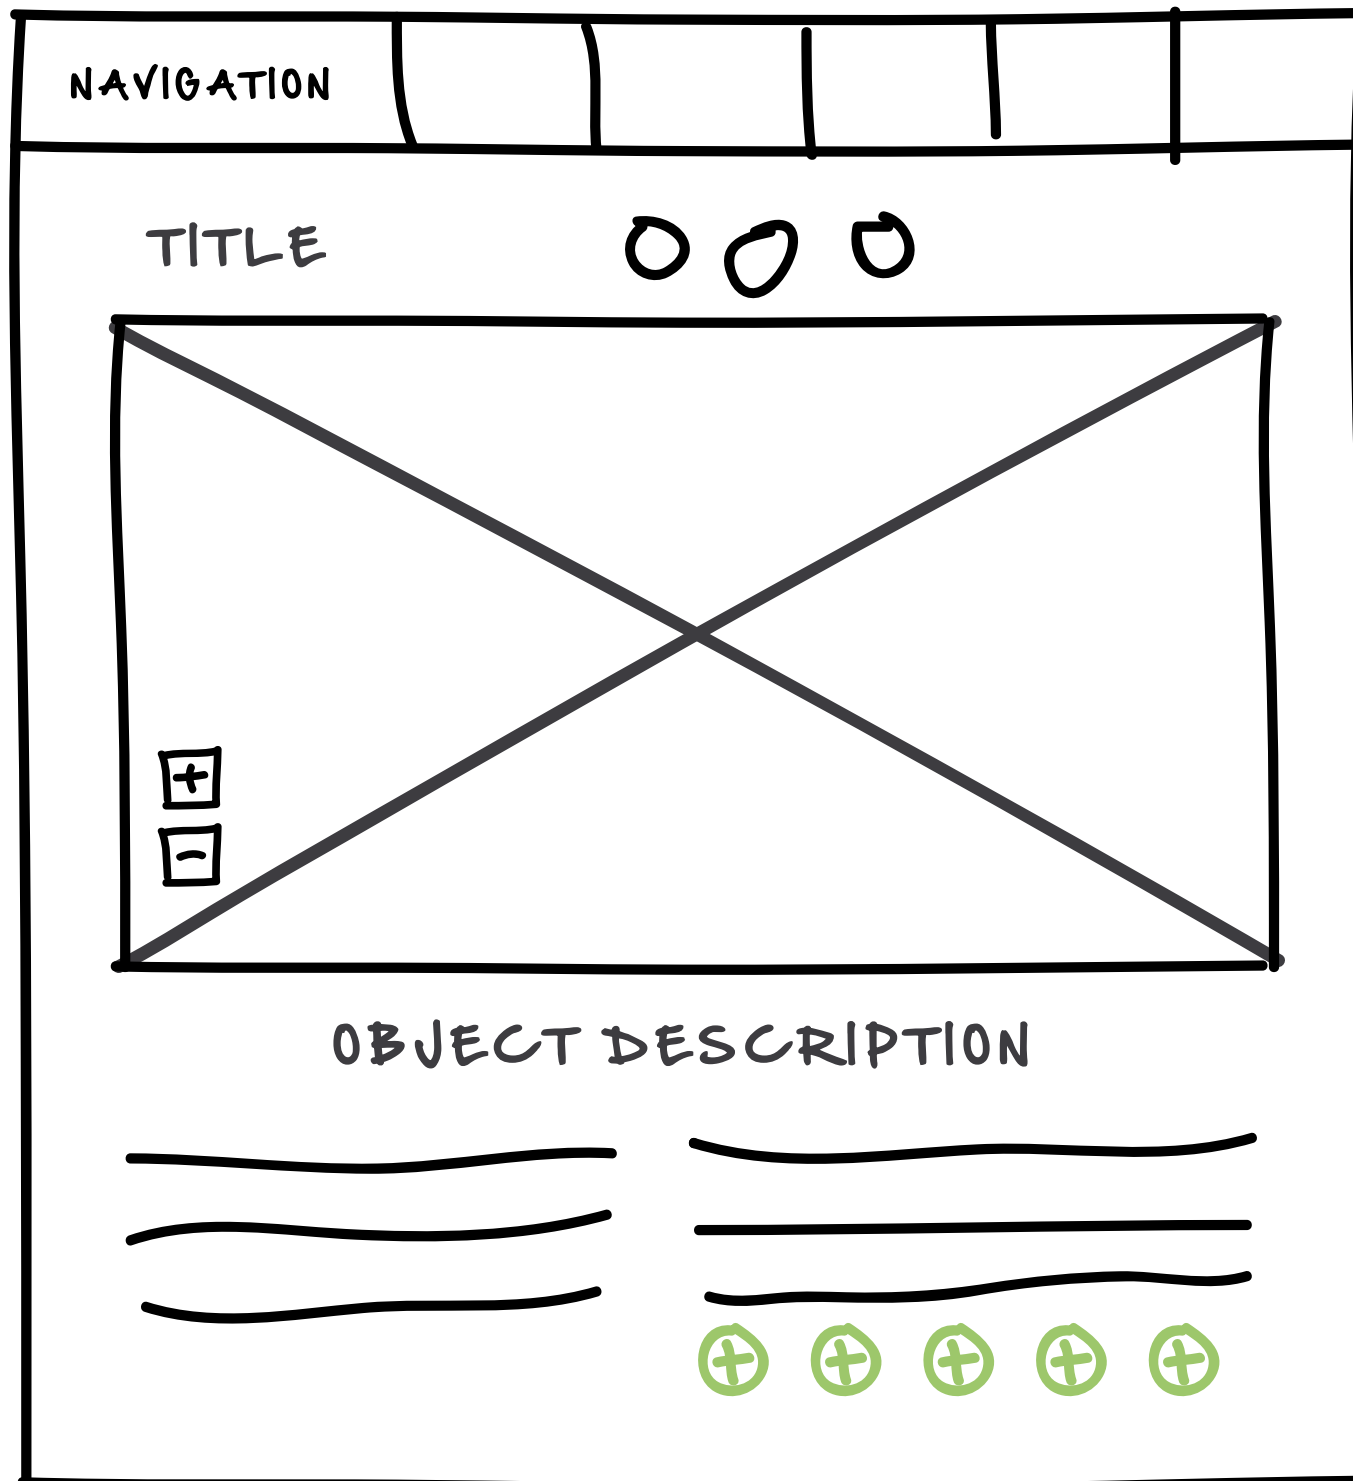 NAVIGATION
TITLE
+
-
OBJECT DESCRIPTION
+ + + + +